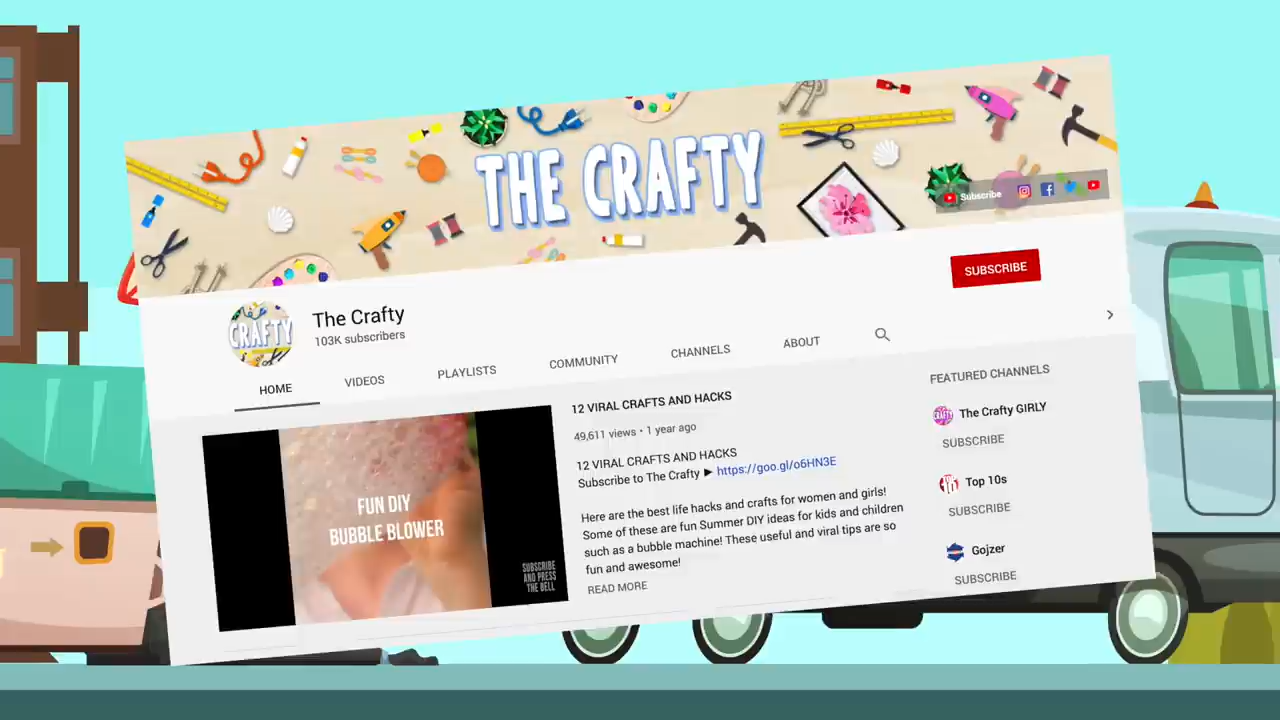 THE CRAFTY
Subscribe
SUBSCRIBE
CRAFTY
The Crafty
103K subscribers
HOME
VIDEOS
PLAYLISTS
COMMUNITY
CHANNELS
ABOUT
FUN DIY
BUBBLE BLOWER
SUBSCRIBE
AND PRESS
THE BELL
12 VIRAL CRAFTS AND HACKS
49,611 views • 1 year ago
12 VIRAL CRAFTS AND HACKS
Subscribe to The Crafty ▶ https://goo.gl/o6HN3E
Here are the best life hacks and crafts for women and girls!
Some of these are fun Summer DIY ideas for kids and children
such as a bubble machine! These useful and viral tips are so
fun and awesome!
READ MORE
FEATURED CHANNELS
CRAFTY
The Crafty GIRLY
SUBSCRIBE
Top 10s
SUBSCRIBE
Gojzer
SUBSCRIBE